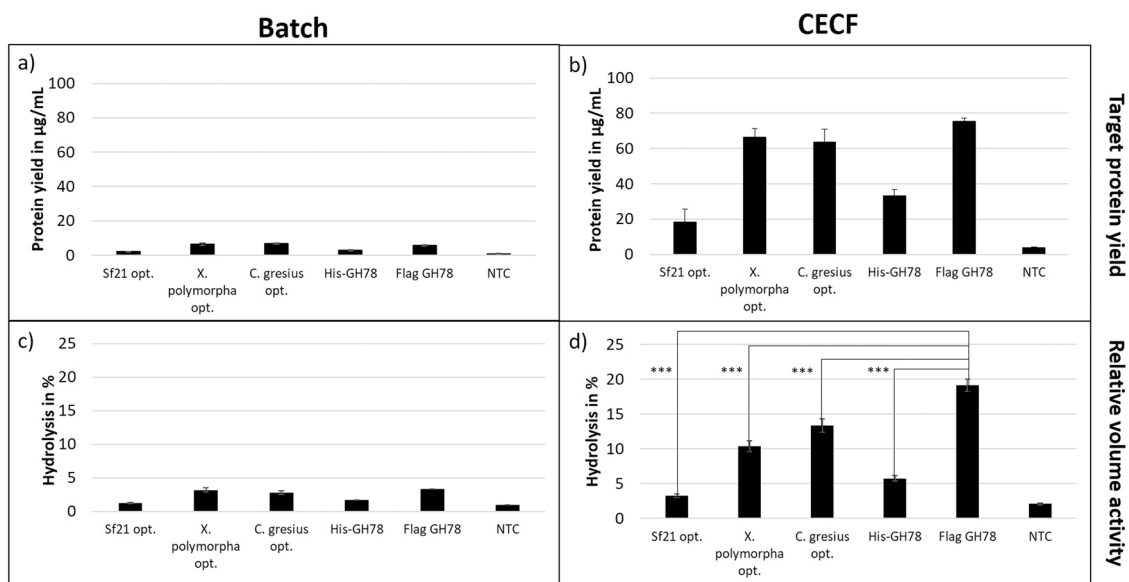 Batch
CECF
a)
Protein yield in µg/mL
100
80
60
40
20
0
Sf21 opt.
X.
polymorpha
opt.
C. gresius
opt.
His-GH78
Flag GH78
NTC
b)
Protein yield in µg/mL
100
80
60
40
20
0
Sf21 opt.
X.
polymorpha
opt.
C. gresius
opt.
His-GH78
Flag GH78
NTC
Target protein yield
c)
Hydrolysis in %
25
20
15
10
5
0
Sf21 opt.
X.
polymorpha
opt.
C. gresius
opt.
His-GH78
Flag GH78
NTC
d)
Hydrolysis in %
25
20
15
10
5
0
*** *** *** ***
Sf21 opt.
X.
polymorpha
opt.
C. gresius
opt.
His-GH78
Flag GH78
NTC
Relative volume activity